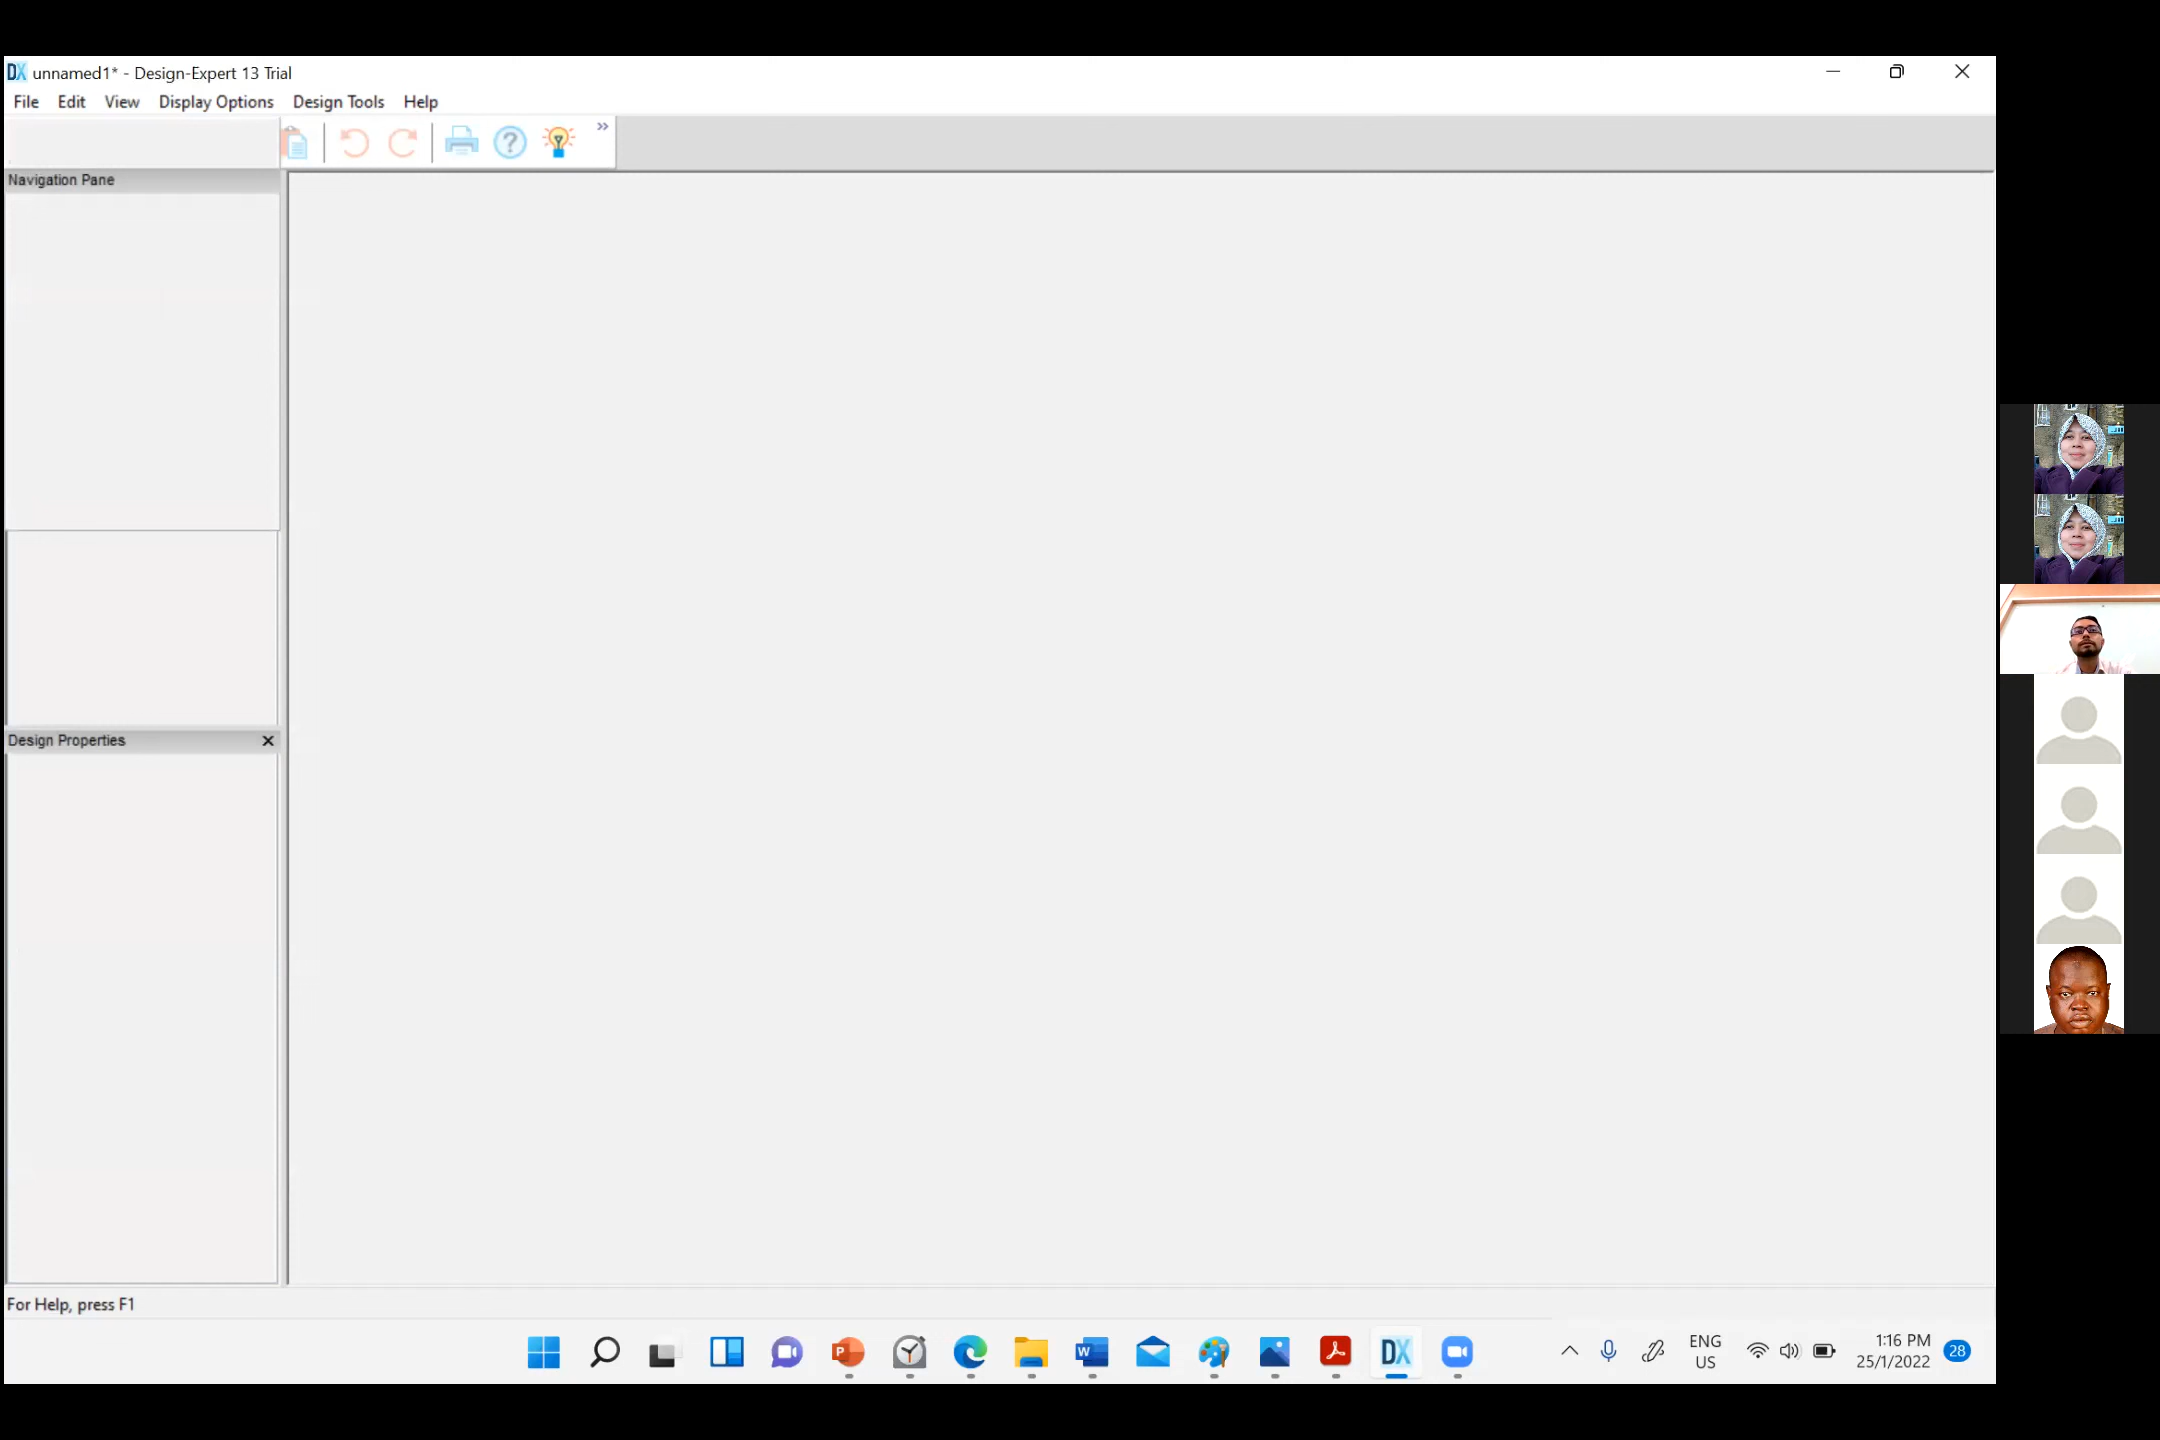 DX unnamed1* - Design-Expert 13 Trial
File Edit View Display Options Design Tools Help
Navigation Pane
Design Properties
For Help, press F1
DX
ENG
US
1:16 PM
25/1/2022
28